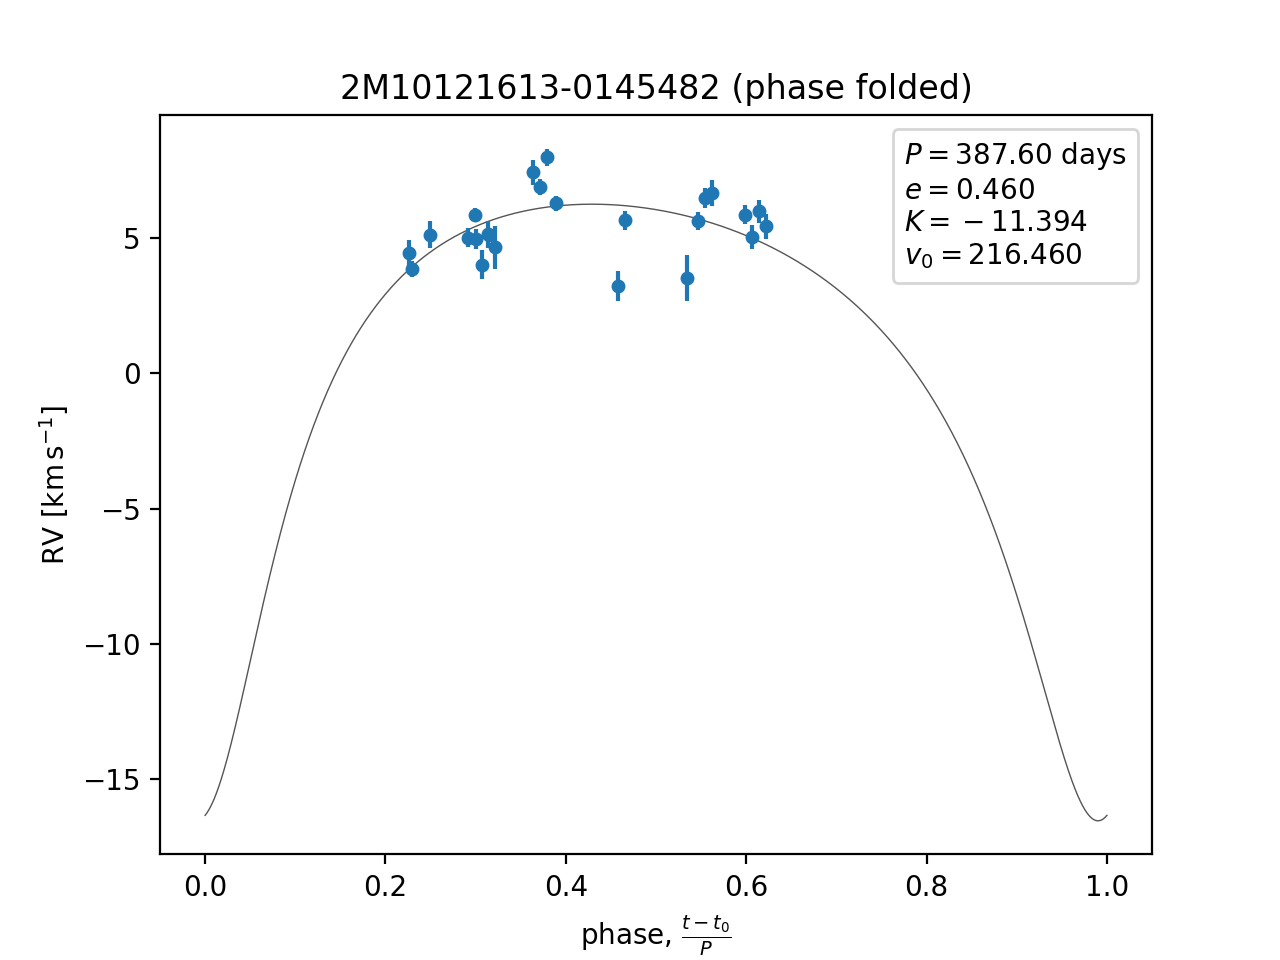 2M10121613-0145482 (phase folded)
P = 387.60 days
e = 0.460
K = −11.394
v₀ = 216.460
5
0
−5
−10
−15
RV [km s⁻¹]
0.0 0.2 0.4 0.6 0.8 1.0
phase, (t − t₀)/P